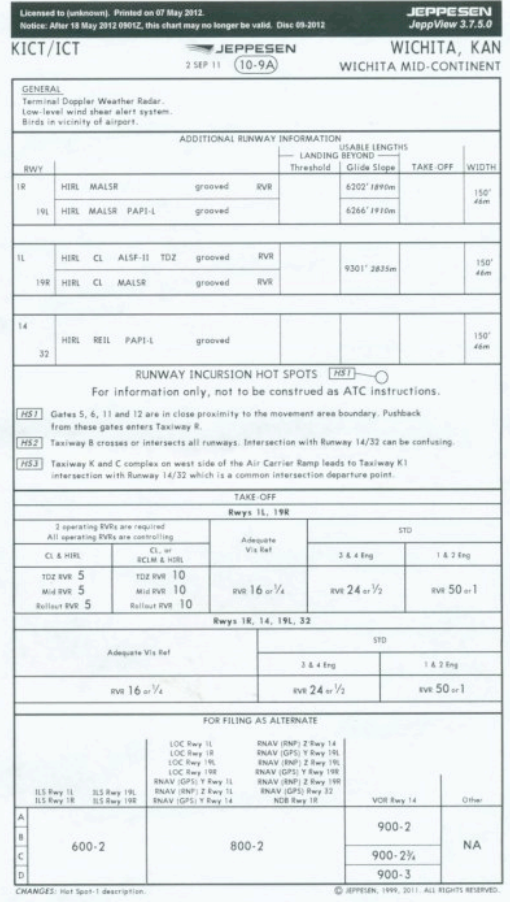 Licensed to (unknown). Printed on 07 May 2012.
Notice: After 18 May 2012 0901Z, this chart may no longer be valid. Disc 09-2012
JEPPESEN
JeppView 3.7.5.0
KICT/ICT
JEPPESEN
WICHITA, KAN
2 SEP 11 10-9A
WICHITA MID-CONTINENT
GENERAL
Terminal Doppler Weather Radar.
Low-level wind shear alert system.
Birds in vicinity of airport.
ADDITIONAL RUNWAY INFORMATION
USABLE LENGTHS
LANDING BEYOND
RWY Threshold Glide Slope TAKE-OFF WIDTH
1R HIRL MALSR grooved RVR 6202' 1890m
150'
46m
19L HIRL MALSR PAPI-L grooved 6266' 1910m
1L HIRL CL ALSF-II TDZ grooved RVR
9301' 2835m
150'
46m
19R HIRL CL MALSR grooved RVR
14
HIRL REIL PAPI-L grooved
150'
46m
32
RUNWAY INCURSION HOT SPOTS HS1
For information only, not to be construed as ATC instructions.
HS1 Gates 5, 6, 11 and 12 are in close proximity to the movement area boundary. Pushback
from these gates enters Taxiway R.
HS2 Taxiway B crosses or intersects all runways. Intersection with Runway 14/32 can be confusing.
HS3 Taxiway K and C complex on west side of the Air Carrier Ramp leads to Taxiway K1
intersection with Runway 14/32 which is a common intersection departure point.
TAKE-OFF
Rwys 1L, 19R
2 operating RVRs are required
All operating RVRs are controlling
Adequate
Vis Ref
STD
CL & HIRL
CL, or
RCLM & HIRL
3 & 4 Eng
1 & 2 Eng
TDZ RVR 5 TDZ RVR 10
Mid RVR 5 Mid RVR 10 RVR 16 or 1/4 RVR 24 or 1/2 RVR 50 or 1
Rollout RVR 5 Rollout RVR 10
Rwys 1R, 14, 19L, 32
Adequate Vis Ref
STD
3 & 4 Eng 1 & 2 Eng
RVR 16 or 1/4 RVR 24 or 1/2 RVR 50 or 1
FOR FILING AS ALTERNATE
LOC Rwy 1L RNAV (RNP) Z Rwy 14
LOC Rwy 1R RNAV (GPS) Y Rwy 19L
LOC Rwy 19L RNAV (RNP) Z Rwy 19L
LOC Rwy 19R RNAV (GPS) Y Rwy 19R
RNAV (GPS) Y Rwy 1L RNAV (RNP) Z Rwy 19R
ILS Rwy 1L ILS Rwy 19L RNAV (RNP) Z Rwy 1L RNAV (GPS) Rwy 32
ILS Rwy 1R ILS Rwy 19R RNAV (GPS) Y Rwy 14 NDB Rwy 1R VOR Rwy 14 Other
A
B
C
D
600-2
800-2
900-2
900-2 3/4
900-3
NA
CHANGES: Hot Spot-1 description.
© JEPPESEN, 1999, 2011. ALL RIGHTS RESERVED.